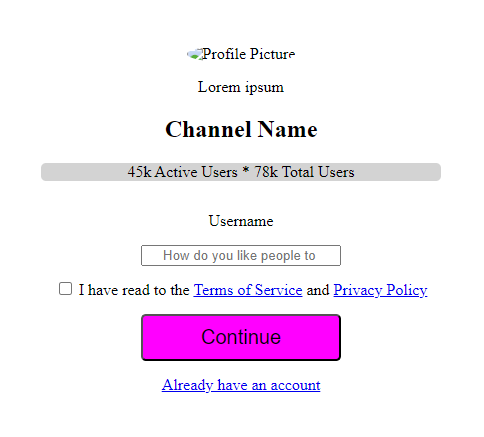 Profile Picture
Lorem ipsum
Channel Name
45k Active Users * 78k Total Users
Username
How do you like people to
I have read to the Terms of Service and Privacy Policy
Continue
Already have an account